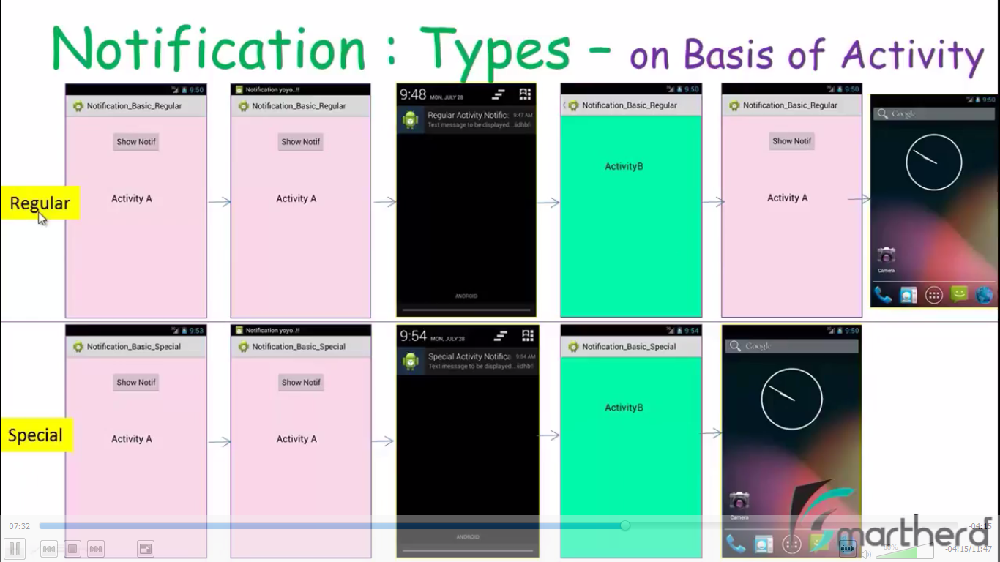 Notification : Types - on Basis of Activity
9:50
Notification_Basic_Regular
Show Notif
Activity A
Notification yoyo..!!
Notification_Basic_Regular
Show Notif
Activity A
9:48 MON, JULY 28
Regular Activity Notific
9:47 AM
Text message to be displayed...iidhb!!
ANDROID
9:50
Notification_Basic_Regular
ActivityB
9:50
Notification_Basic_Regular
Show Notif
Activity A
9:50
Google
Camera
Regular
9:53
Notification_Basic_Special
Show Notif
Activity A
Notification yoyo..!!
Notification_Basic_Special
Show Notif
Activity A
9:54 MON, JULY 28
Special Activity Notific
9:54 AM
Text message to be displayed...iidhb!!
ANDROID
9:54
Notification_Basic_Special
ActivityB
9:50
Google
Camera
Special
martherd
07:32
-04:15
88%
-04:15/11:47